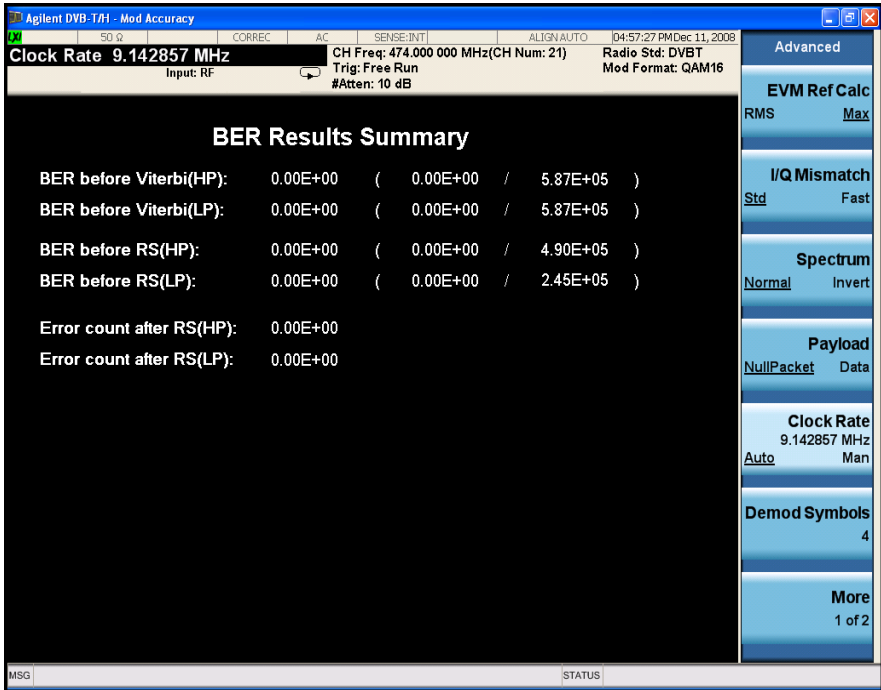 Agilent DVB-T/H - Mod Accuracy
LXI 50 Ω CORREC AC SENSE:INT ALIGN AUTO 04:57:27 PM Dec 11, 2008
Clock Rate 9.142857 MHz
Input: RF
CH Freq: 474.000 000 MHz(CH Num: 21)
Trig: Free Run
#Atten: 10 dB
Radio Std: DVBT
Mod Format: QAM16
BER Results Summary
BER before Viterbi(HP): 0.00E+00 ( 0.00E+00 / 5.87E+05 )
BER before Viterbi(LP): 0.00E+00 ( 0.00E+00 / 5.87E+05 )
BER before RS(HP): 0.00E+00 ( 0.00E+00 / 4.90E+05 )
BER before RS(LP): 0.00E+00 ( 0.00E+00 / 2.45E+05 )
Error count after RS(HP): 0.00E+00
Error count after RS(LP): 0.00E+00
Advanced
EVM Ref Calc
RMS Max
I/Q Mismatch
Std Fast
Spectrum
Normal Invert
Payload
NullPacket Data
Clock Rate
9.142857 MHz
Auto Man
Demod Symbols
4
More
1 of 2
MSG STATUS